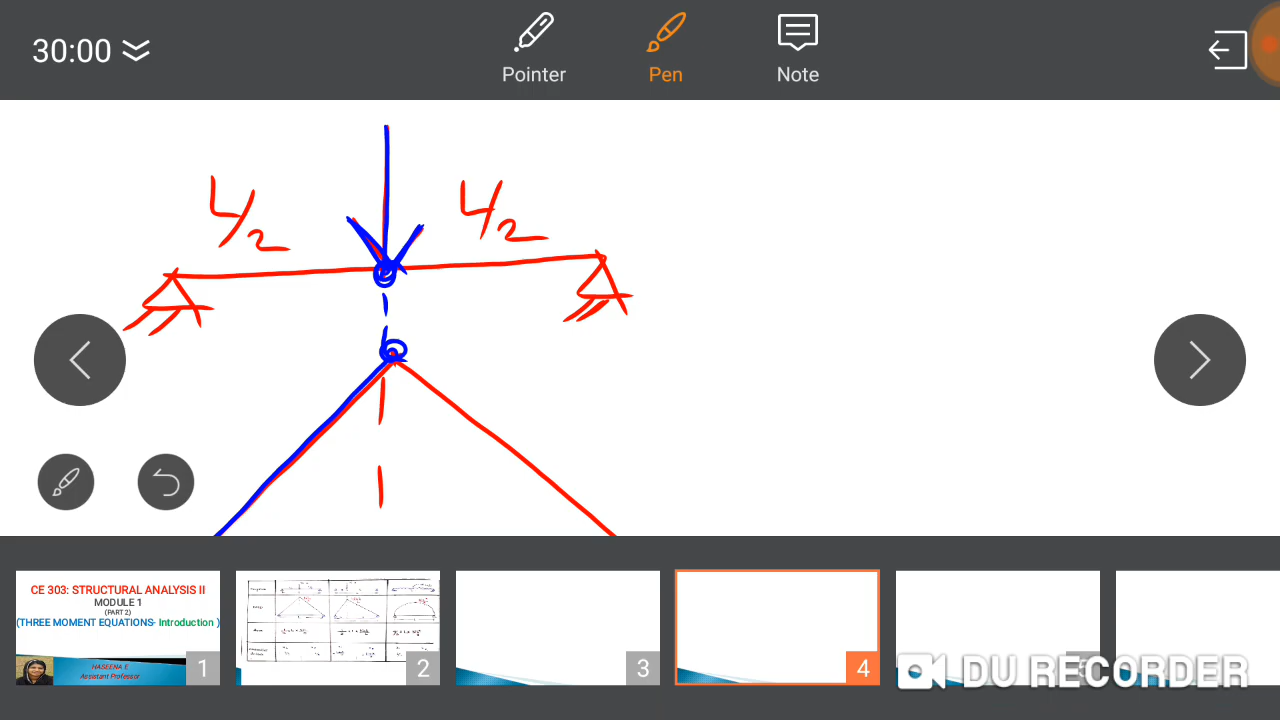 30:00
Pointer
Pen
Note
L/2
L/2
CE 303: STRUCTURAL ANALYSIS II
MODULE 1
(PART 2)
(THREE MOMENT EQUATIONS- Introduction )
HASEENA E
Assistant Professor
1
2
3
4
DU RECORDER